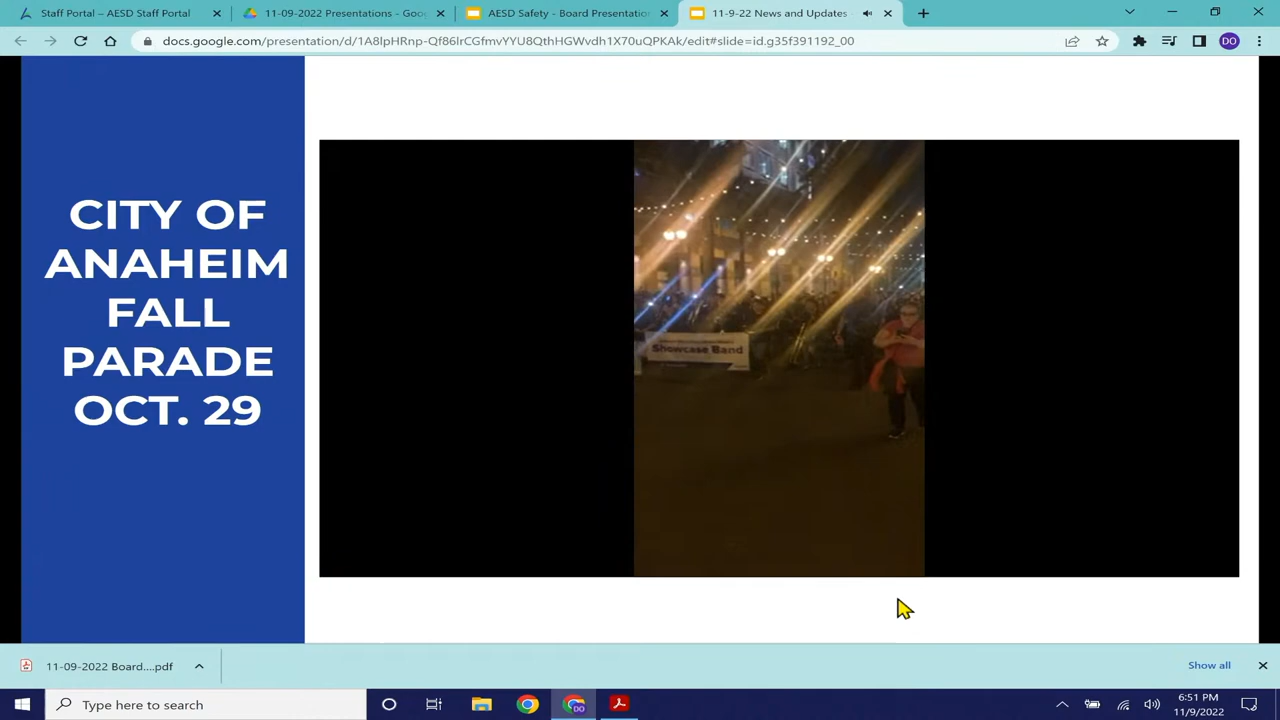 Staff Portal – AESD Staff Portal
11-09-2022 Presentations - Goo
AESD Safety - Board Presentation
11-9-22 News and Updates
docs.google.com/presentation/d/1A8lpHRnp-Qf86lrCGfmvYYU8QthHGWvdh1X70uQPKAk/edit#slide=id.g35f391192_00
DO
CITY OF
ANAHEIM
FALL
PARADE
OCT. 29
Showcase Band
11-09-2022 Board....pdf
Show all
Type here to search
DO
6:51 PM
11/9/2022